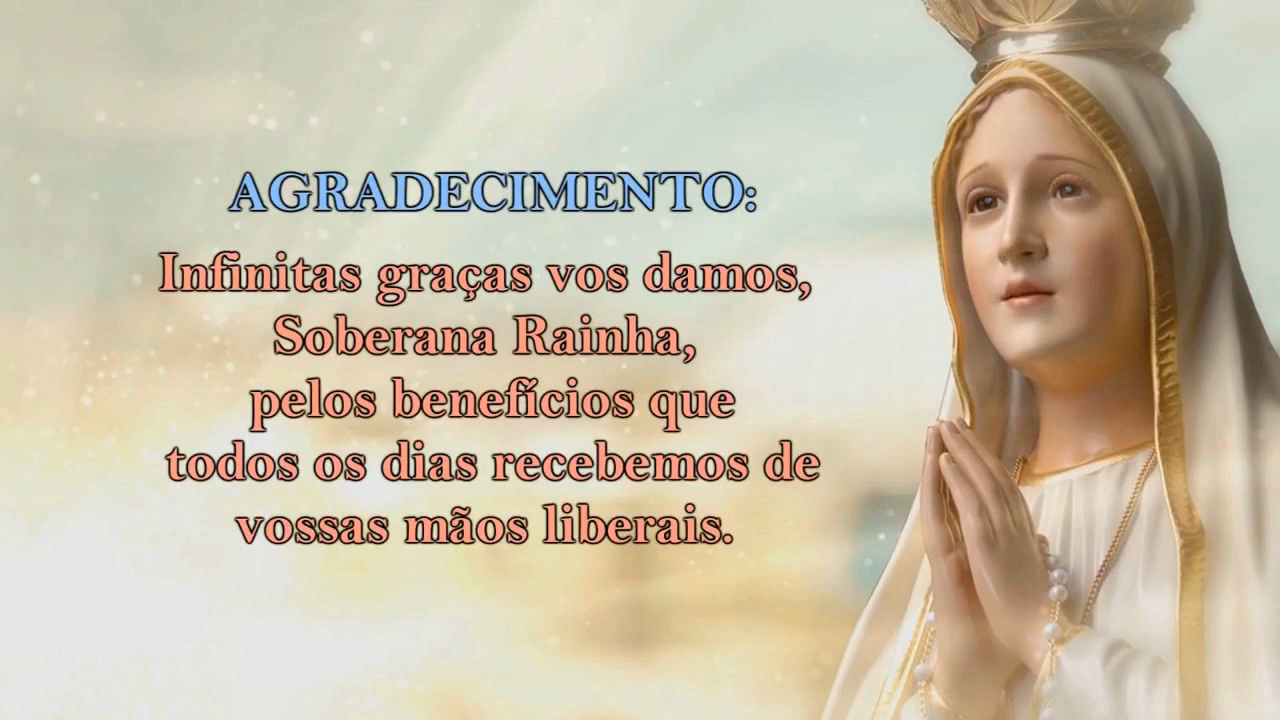 AGRADECIMENTO:
Infinitas graças vos damos,
Soberana Rainha,
pelos benefícios que
todos os dias recebemos de
vossas mãos liberais.